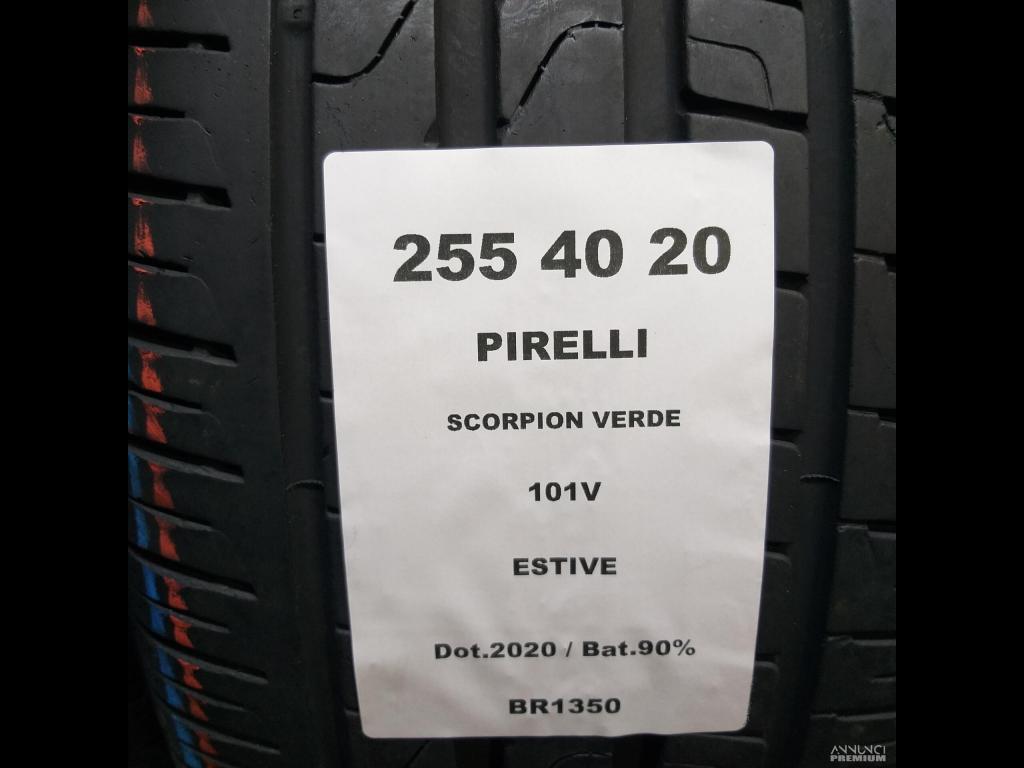 255 40 20
PIRELLI
SCORPION VERDE
101V
ESTIVE
Dot.2020 / Bat.90%
BR1350
ANNUNCI
PREMIUM